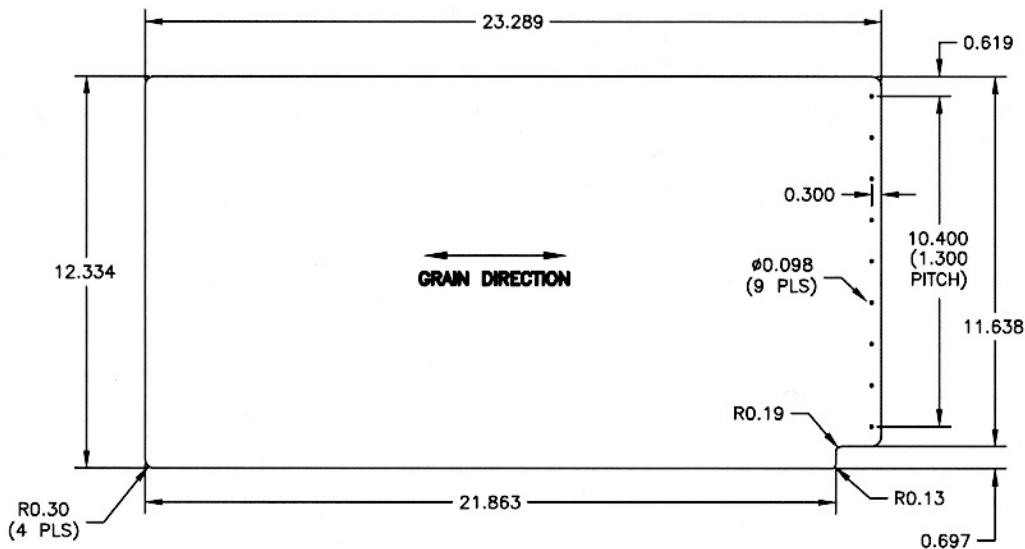 23.289
0.619
0.300
12.334
GRAIN DIRECTION
ø0.098
(9 PLS)
10.400
(1.300
PITCH)
11.638
R0.19
R0.30
(4 PLS)
21.863
R0.13
0.697